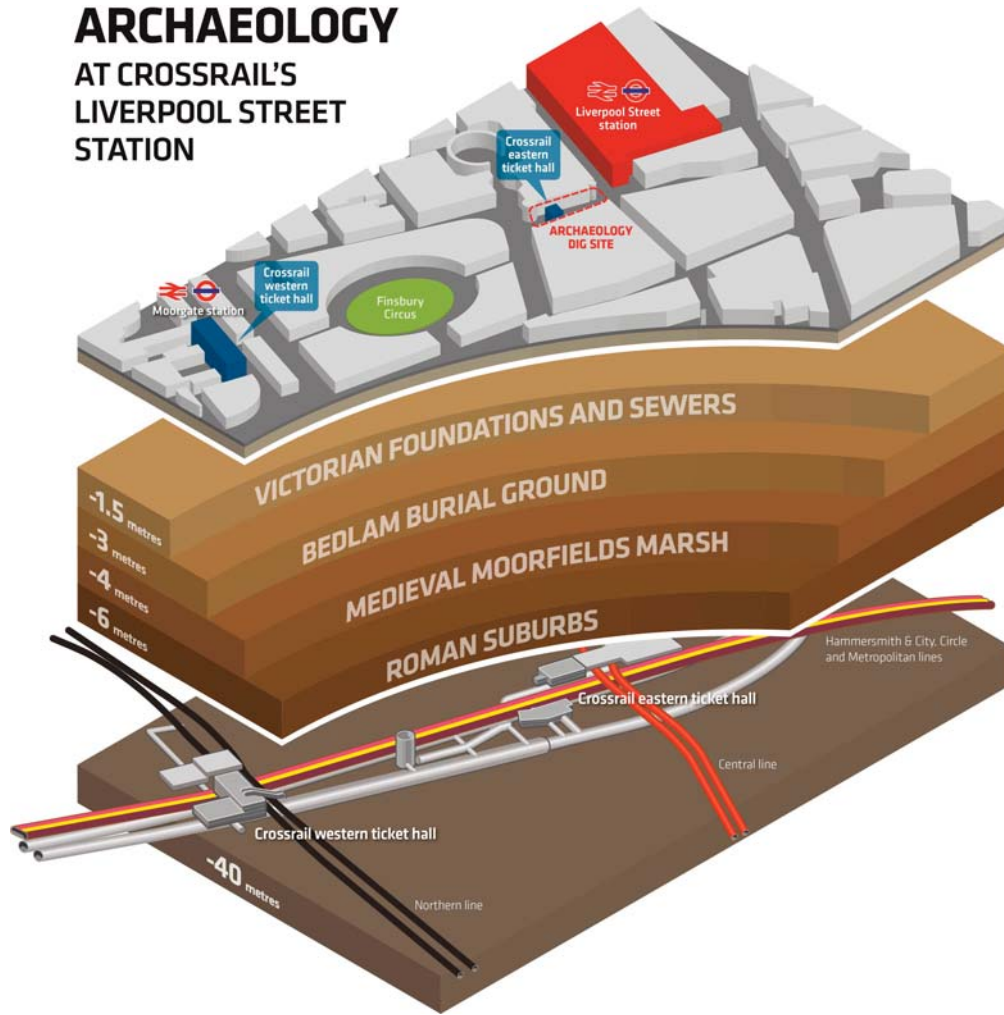 ARCHAEOLOGY
AT CROSSRAIL'S
LIVERPOOL STREET
STATION
Liverpool Street
station
Crossrail
eastern
ticket hall
ARCHAEOLOGY
DIG SITE
Crossrail
western
ticket hall
Moorgate station
Finsbury
Circus
VICTORIAN FOUNDATIONS AND SEWERS
-1.5 metres
BEDLAM BURIAL GROUND
-3 metres
MEDIEVAL MOORFIELDS MARSH
-4 metres
ROMAN SUBURBS
-6 metres
Hammersmith & City, Circle
and Metropolitan lines
Crossrail eastern ticket hall
Central line
Crossrail western ticket hall
-40 metres
Northern line